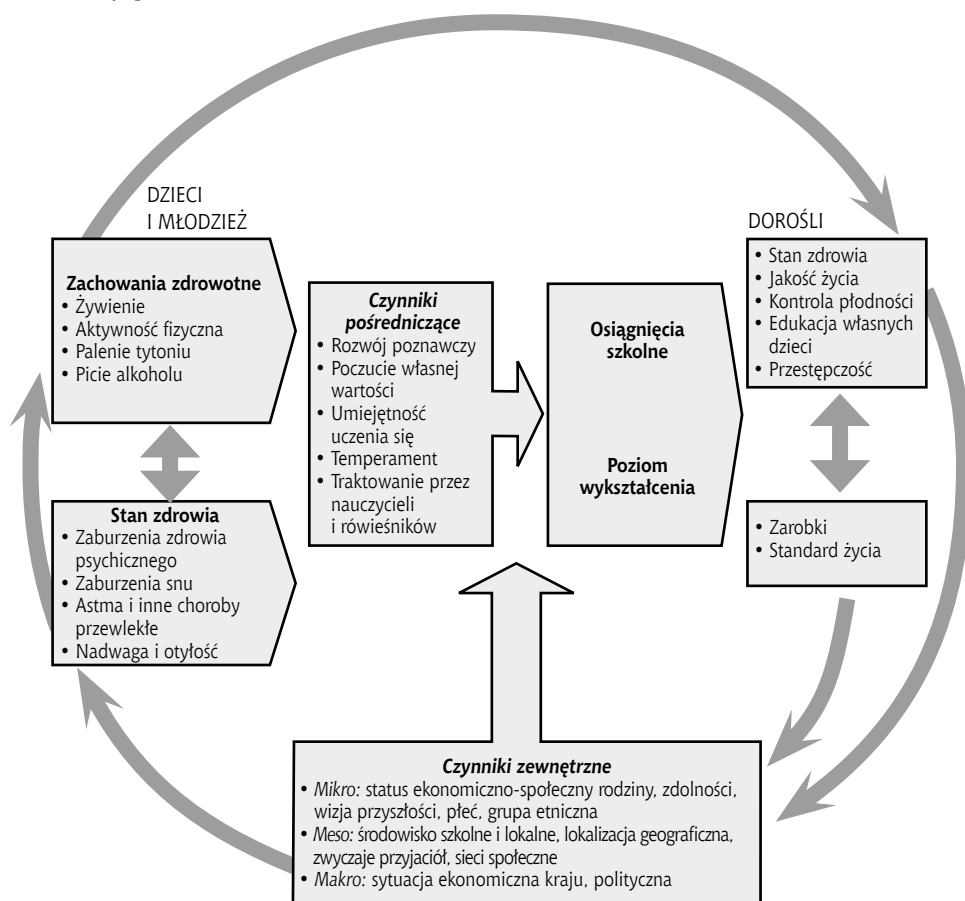 DZIECI
I MŁODZIEŻ
Zachowania zdrowotne
• Żywienie
• Aktywność fizyczna
• Palenie tytoniu
• Picie alkoholu
Stan zdrowia
• Zaburzenia zdrowia
psychicznego
• Zaburzenia snu
• Astma i inne choroby
przewlekłe
• Nadwaga i otyłość
Czynniki
pośredniczące
• Rozwój poznawczy
• Poczucie własnej
wartości
• Umiejętność
uczenia się
• Temperament
• Traktowanie przez
nauczycieli
i rówieśników
Osiągnięcia
szkolne
Poziom
wykształcenia
DOROŚLI
• Stan zdrowia
• Jakość życia
• Kontrola płodności
• Edukacja własnych
dzieci
• Przestępczość
• Zarobki
• Standard życia
Czynniki zewnętrzne
• Mikro: status ekonomiczno-społeczny rodziny, zdolności,
wizja przyszłości, płeć, grupa etniczna
• Meso: środowisko szkolne i lokalne, lokalizacja geograficzna,
zwyczaje przyjaciół, sieci społeczne
• Makro: sytuacja ekonomiczna kraju, polityczna